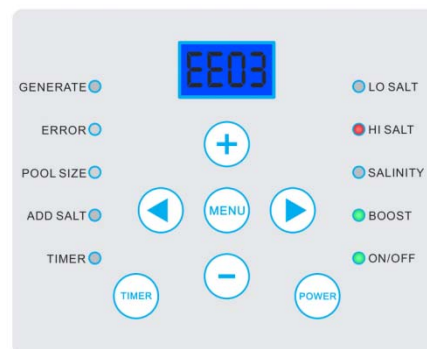 EE03
GENERATE
ERROR
POOL SIZE
ADD SALT
TIMER
LO SALT
HI SALT
SALINITY
BOOST
ON/OFF
+
MENU
−
TIMER
POWER